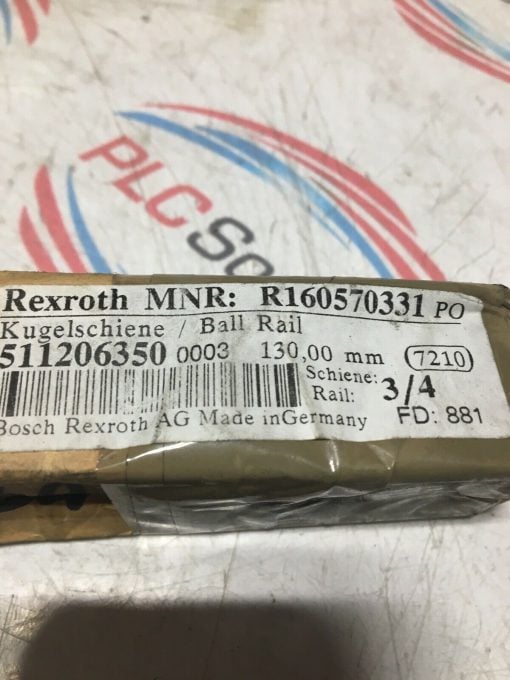 PLCSo
Rexroth MNR: R160570331 PO
Kugelschiene / Ball Rail
511206350 0003 130,00 mm 7210
Schiene:
Rail: 3/4
Bosch Rexroth AG Made inGermany FD: 881